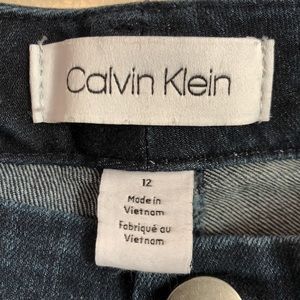 Calvin Klein
12
Made in
Vietnam
Fabriqué au
Vietnam